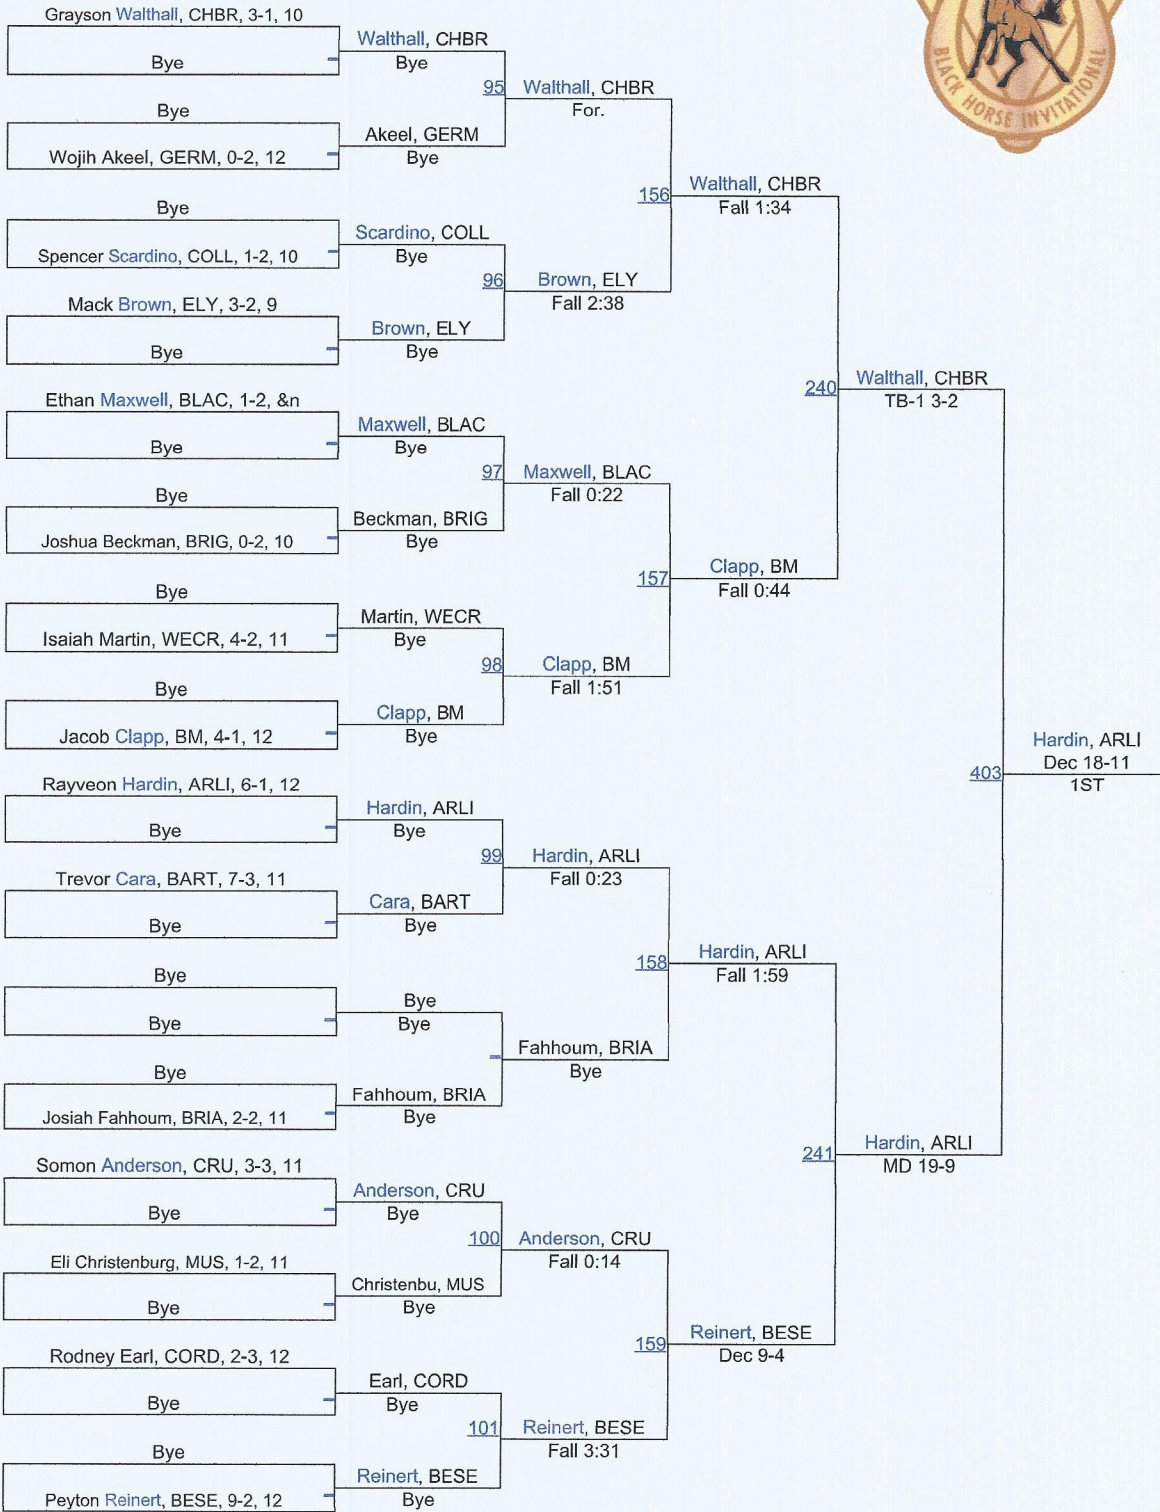 Grayson Walthall, CHBR, 3-1, 10
Bye
Bye
Wojih Akeel, GERM, 0-2, 12
Bye
Spencer Scardino, COLL, 1-2, 10
Mack Brown, ELY, 3-2, 9
Bye
Ethan Maxwell, BLAC, 1-2, &n
Bye
Bye
Joshua Beckman, BRIG, 0-2, 10
Bye
Isaiah Martin, WECR, 4-2, 11
Bye
Jacob Clapp, BM, 4-1, 12
Rayveon Hardin, ARLI, 6-1, 12
Bye
Trevor Cara, BART, 7-3, 11
Bye
Bye
Bye
Bye
Josiah Fahhoum, BRIA, 2-2, 11
Somon Anderson, CRU, 3-3, 11
Bye
Eli Christenburg, MUS, 1-2, 11
Bye
Rodney Earl, CORD, 2-3, 12
Bye
Bye
Peyton Reinert, BESE, 9-2, 12
Walthall, CHBR
Bye
95
Akeel, GERM
Bye
Scardino, COLL
Bye
96
Brown, ELY
Bye
Maxwell, BLAC
Bye
97
Beckman, BRIG
Bye
Martin, WECR
Bye
98
Clapp, BM
Bye
Hardin, ARLI
Bye
99
Cara, BART
Bye
Bye
Bye
Fahhoum, BRIA
Bye
Anderson, CRU
Bye
100
Christenbu, MUS
Bye
Earl, CORD
Bye
101
Reinert, BESE
Bye
Walthall, CHBR
For.
156
Brown, ELY
Fall 2:38
Maxwell, BLAC
Fall 0:22
157
Clapp, BM
Fall 1:51
Hardin, ARLI
Fall 0:23
158
Fahhoum, BRIA
Bye
Anderson, CRU
Fall 0:14
159
Reinert, BESE
Fall 3:31
Walthall, CHBR
Fall 1:34
240
Clapp, BM
Fall 0:44
Hardin, ARLI
Fall 1:59
241
Reinert, BESE
Dec 9-4
Walthall, CHBR
TB-1 3-2
403
Hardin, ARLI
MD 19-9
Hardin, ARLI
Dec 18-11
1ST
BLACK HORSE INVITATIONAL